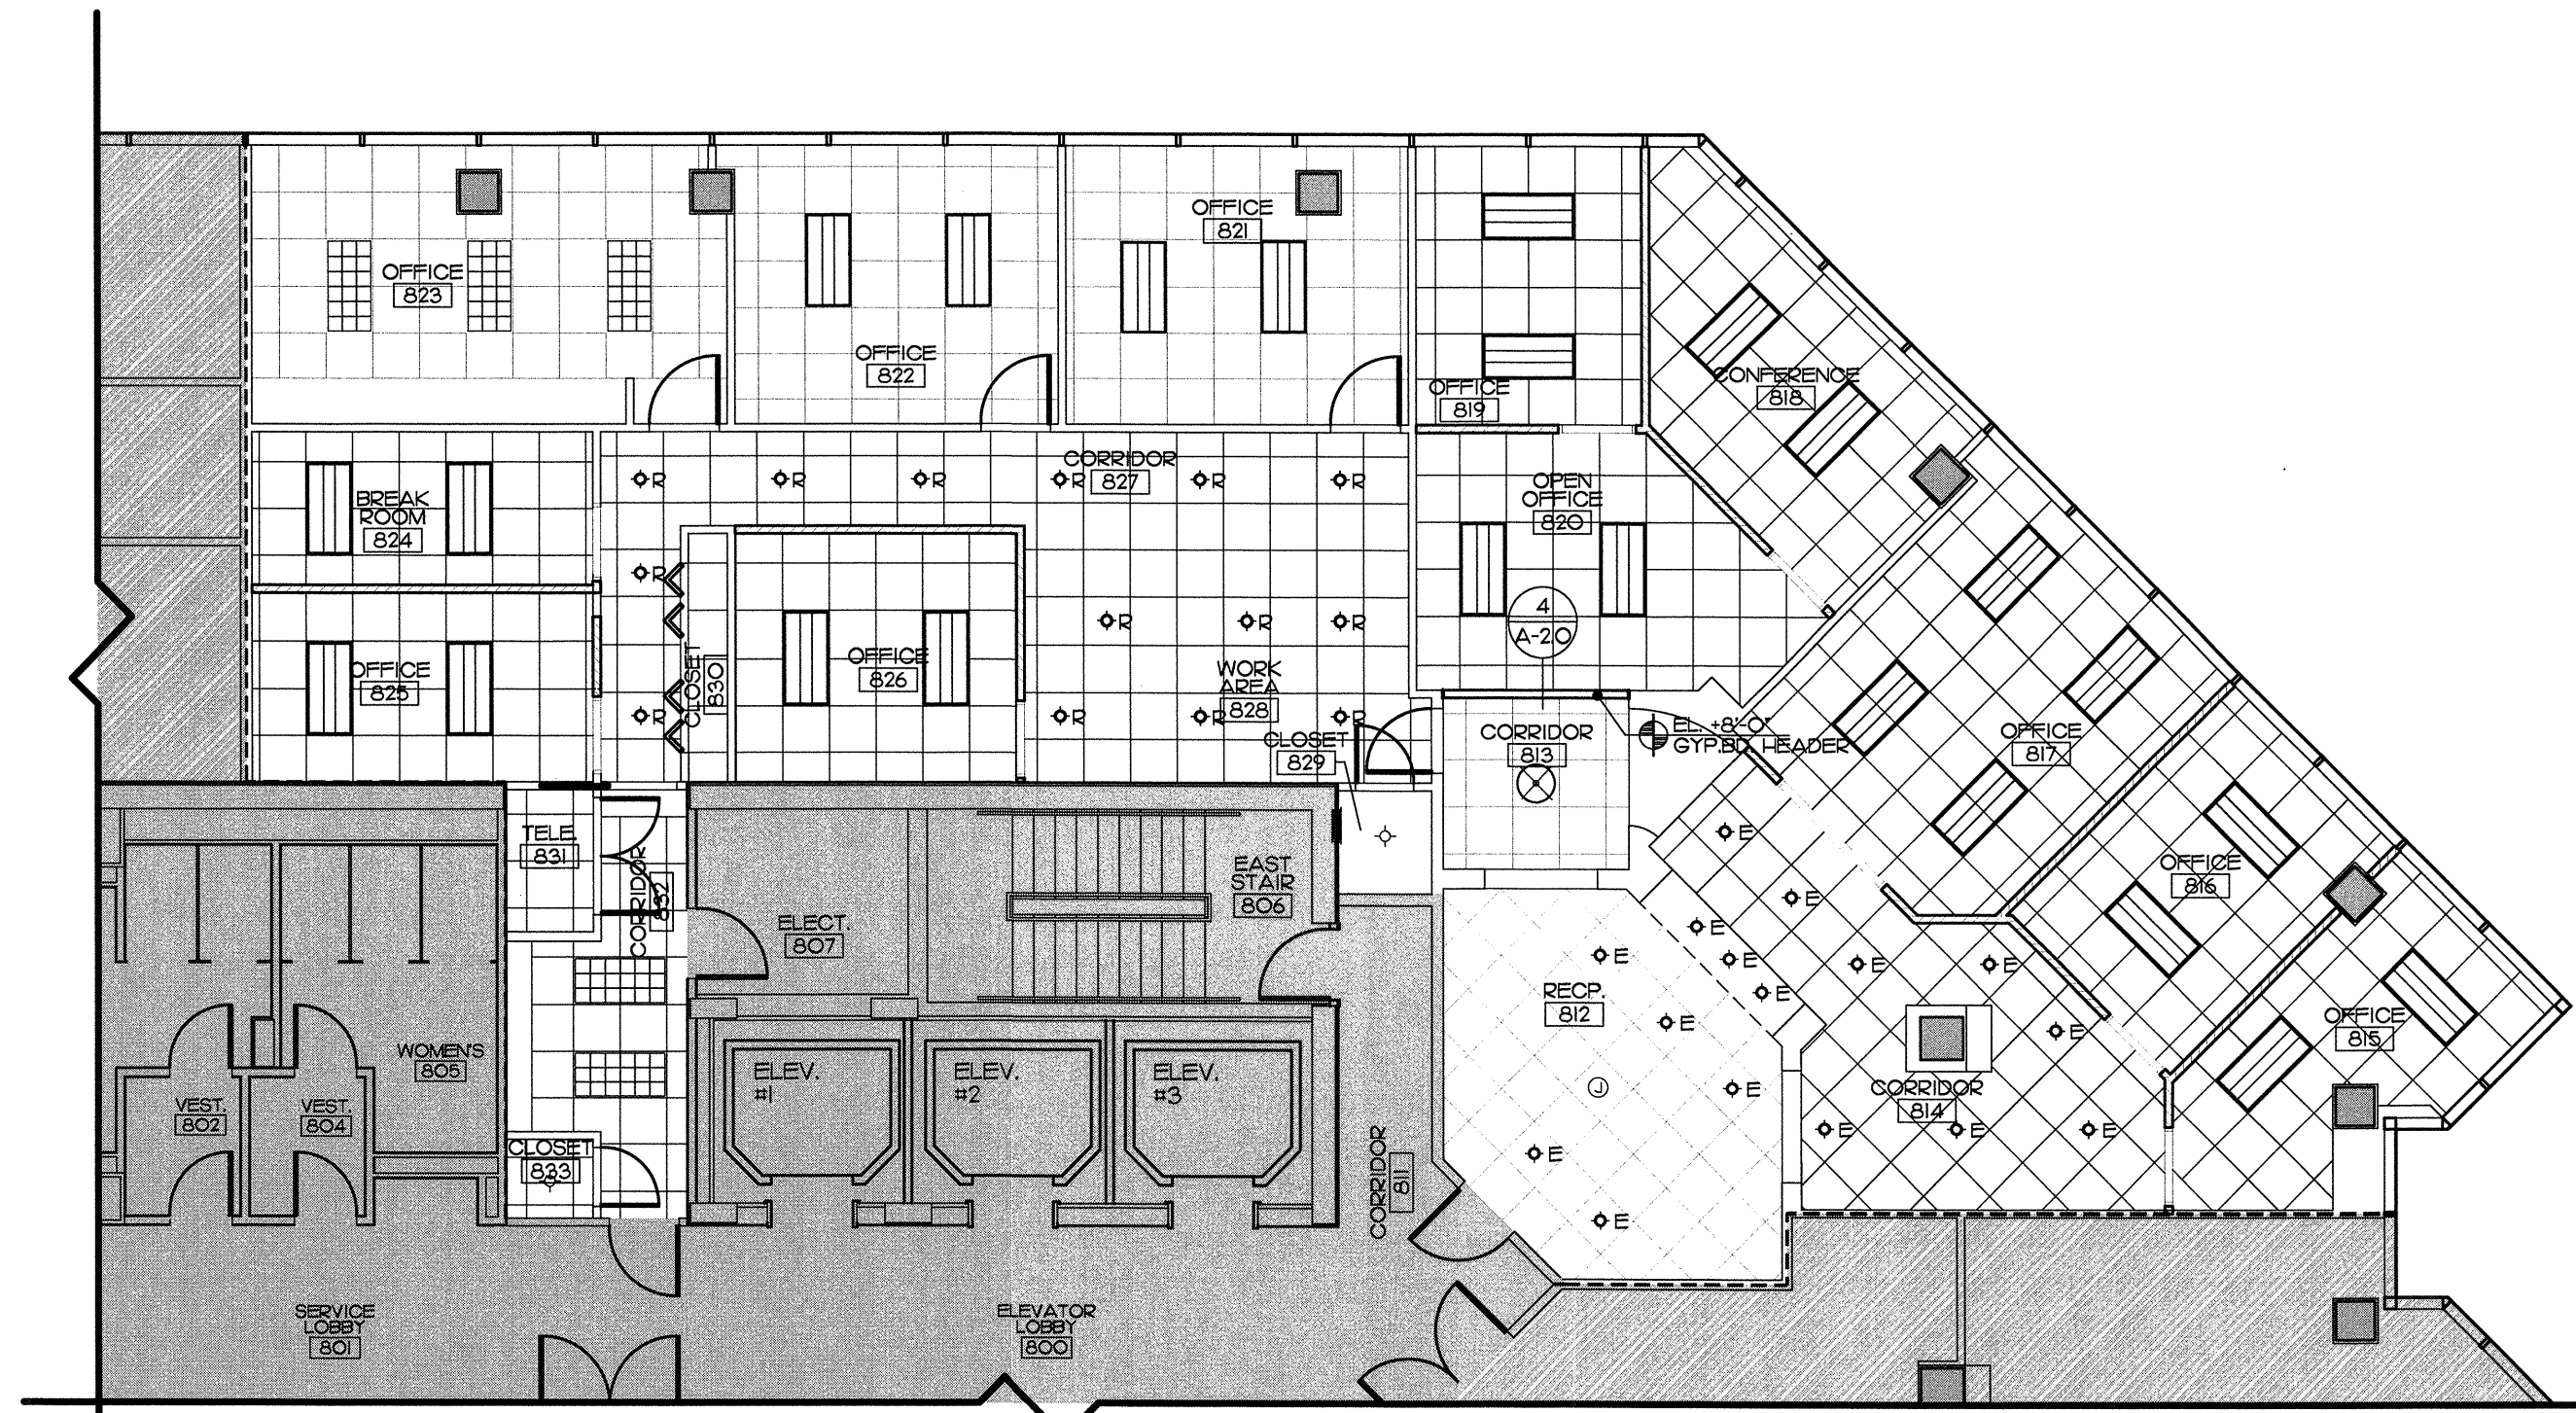 OFFICE
823
OFFICE
822
OFFICE
821
OFFICE
819
CONFERENCE
818
BREAK
ROOM
824
R
R
R
R
CORRIDOR
827
R
R
OPEN
OFFICE
820
R
OFFICE
825
R
CLOSET
830
OFFICE
826
R
R
R
WORK
AREA
828
R
R
R
4
A-2.0
CLOSET
829
CORRIDOR
813
EL. +8'-0"
GYP.BD. HEADER
OFFICE
817
TELE.
831
CORRIDOR
832
ELECT.
807
EAST
STAIR
806
E
E
E
E
E
E
E
E
E
E
OFFICE
816
RECP.
812
J
E
E
E
CORRIDOR
814
E
E
E
OFFICE
815
WOMEN'S
805
VEST.
802
VEST.
804
CLOSET
833
ELEV.
#1
ELEV.
#2
ELEV.
#3
CORRIDOR
811
SERVICE
LOBBY
801
ELEVATOR
LOBBY
800